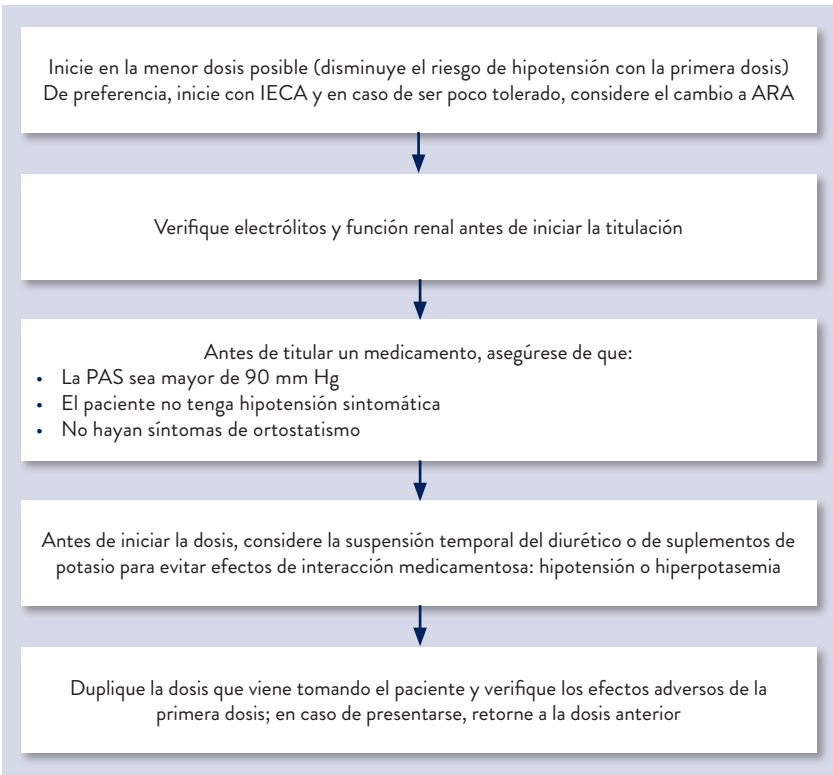 Inicie en la menor dosis posible (disminuye el riesgo de hipotensión con la primera dosis)
De preferencia, inicie con IECA y en caso de ser poco tolerado, considere el cambio a ARA
Verifique electrólitos y función renal antes de iniciar la titulación
Antes de titular un medicamento, asegúrese de que:
• La PAS sea mayor de 90 mm Hg
• El paciente no tenga hipotensión sintomática
• No hayan síntomas de ortostatismo
Antes de iniciar la dosis, considere la suspensión temporal del diurético o de suplementos de
potasio para evitar efectos de interacción medicamentosa: hipotensión o hiperpotasemia
Duplique la dosis que viene tomando el paciente y verifique los efectos adversos de la
primera dosis; en caso de presentarse, retorne a la dosis anterior